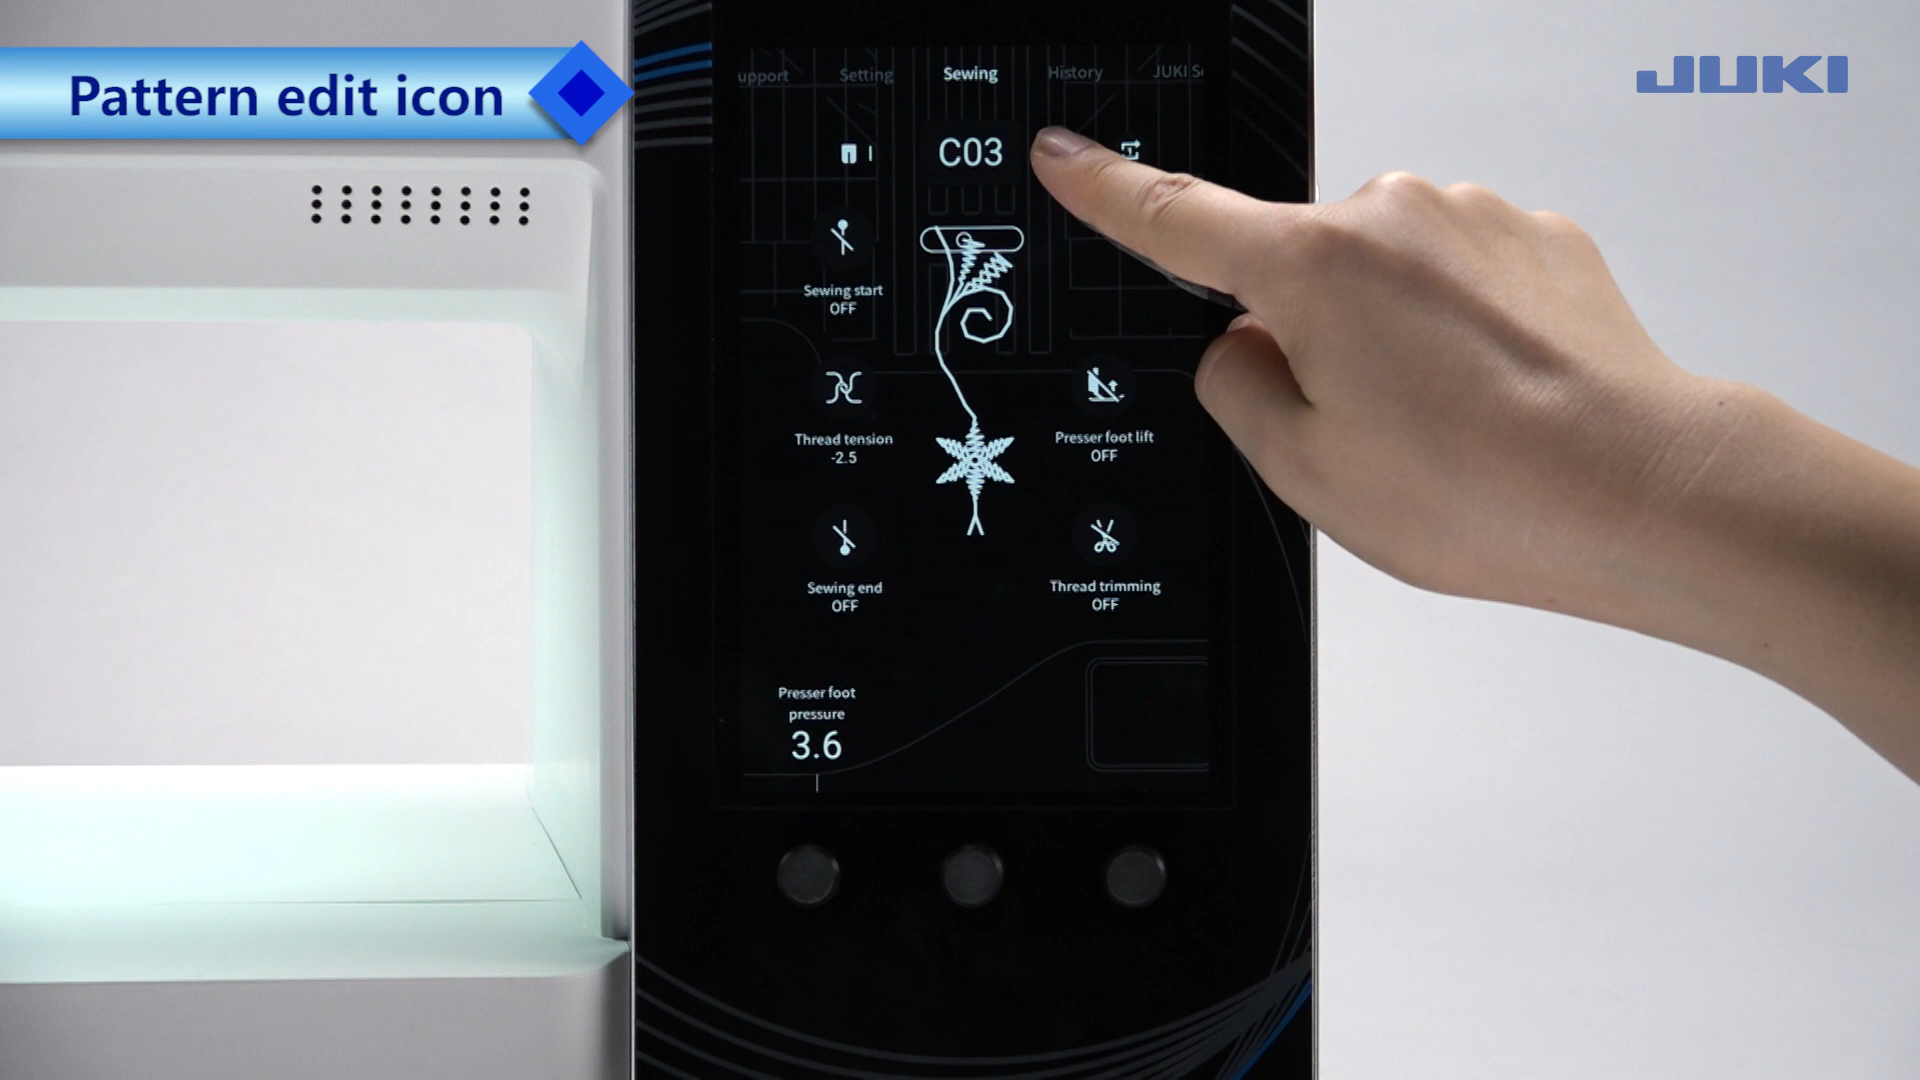 Pattern edit icon
JUKI
upport Setting Sewing History JUKI S
C03
Sewing start
OFF
Thread tension
-2.5
Presser foot lift
OFF
Sewing end
OFF
Thread trimming
OFF
Presser foot
pressure
3.6